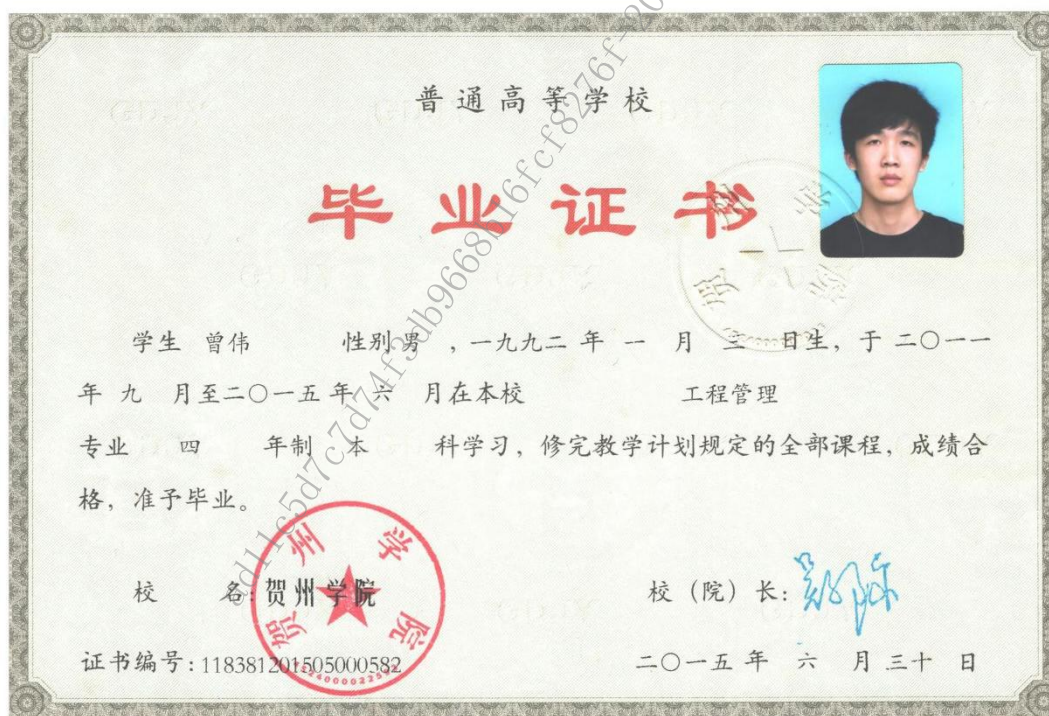 普通高等学校
毕业证书
学生 曾伟 性别 男 ，一九九二 年 一 月 三 日生，于 二〇一一
年 九 月至二〇一五 年 六 月在本校 工程管理
专业 四 年制 本 科学习，修完教学计划规定的全部课程，成绩合
格，准予毕业。
校 名：贺州学院
贺州学院
校（院）长：
证书编号：118381201505000582
二〇一五 年 六 月 三十 日